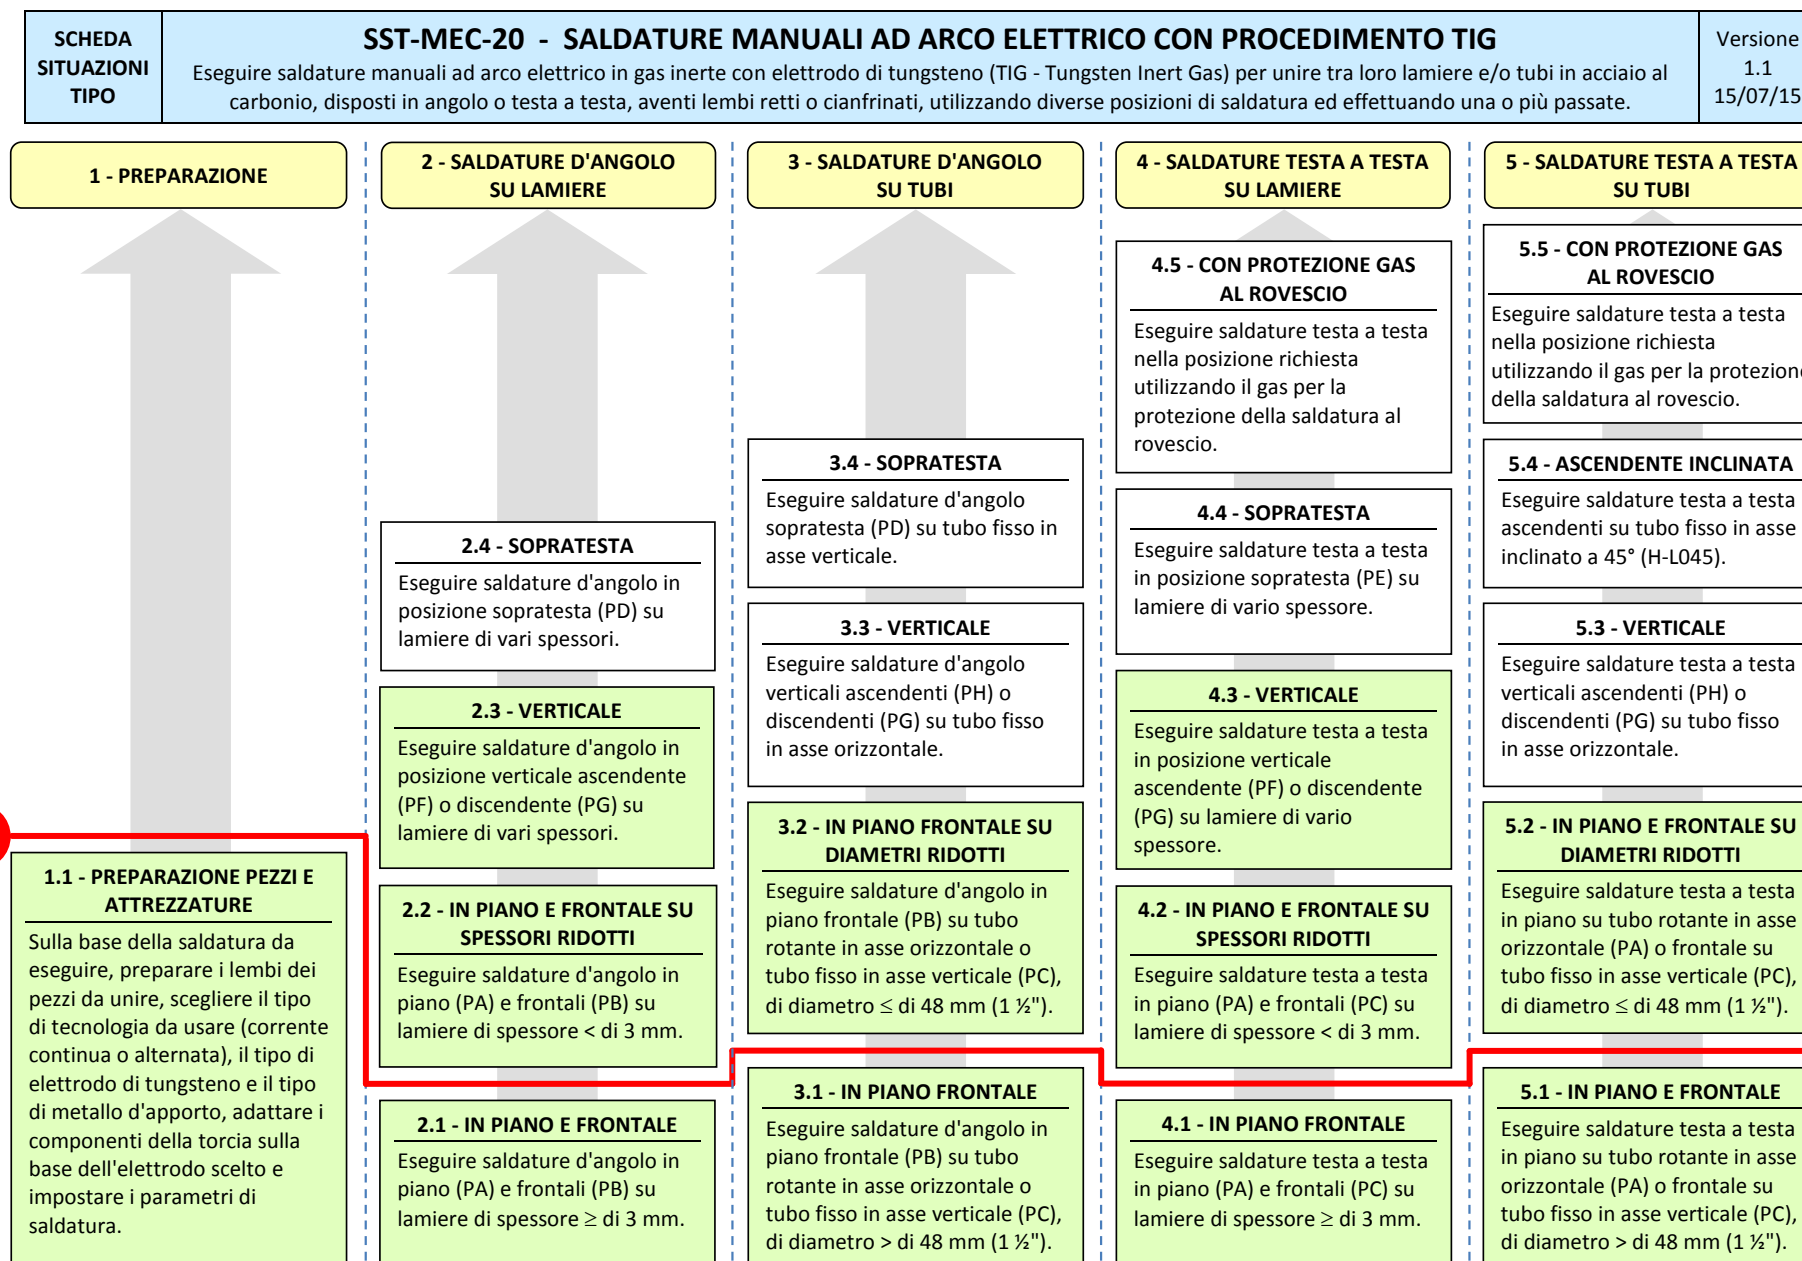 SCHEDA
SITUAZIONI
TIPO
SST-MEC-20 - SALDATURE MANUALI AD ARCO ELETTRICO CON PROCEDIMENTO TIG
Eseguire saldature manuali ad arco elettrico in gas inerte con elettrodo di tungsteno (TIG - Tungsten Inert Gas) per unire tra loro lamiere e/o tubi in acciaio al
carbonio, disposti in angolo o testa a testa, aventi lembi retti o cianfrinati, utilizzando diverse posizioni di saldatura ed effettuando una o più passate.
Versione
1.1
15/07/15
1 - PREPARAZIONE
1.1 - PREPARAZIONE PEZZI E
ATTREZZATURE
Sulla base della saldatura da
eseguire, preparare i lembi dei
pezzi da unire, scegliere il tipo
di tecnologia da usare (corrente
continua o alternata), il tipo di
elettrodo di tungsteno e il tipo
di metallo d'apporto, adattare i
componenti della torcia sulla
base dell'elettrodo scelto e
impostare i parametri di
saldatura.
2 - SALDATURE D'ANGOLO
SU LAMIERE
2.4 - SOPRATESTA
Eseguire saldature d'angolo in
posizione sopratesta (PD) su
lamiere di vari spessori.
2.3 - VERTICALE
Eseguire saldature d'angolo in
posizione verticale ascendente
(PF) o discendente (PG) su
lamiere di vari spessori.
2.2 - IN PIANO E FRONTALE SU
SPESSORI RIDOTTI
Eseguire saldature d'angolo in
piano (PA) e frontali (PB) su
lamiere di spessore < di 3 mm.
2.1 - IN PIANO E FRONTALE
Eseguire saldature d'angolo in
piano (PA) e frontali (PB) su
lamiere di spessore ≥ di 3 mm.
3 - SALDATURE D'ANGOLO
SU TUBI
3.4 - SOPRATESTA
Eseguire saldature d'angolo
sopratesta (PD) su tubo fisso in
asse verticale.
3.3 - VERTICALE
Eseguire saldature d'angolo
verticali ascendenti (PH) o
discendenti (PG) su tubo fisso
in asse orizzontale.
3.2 - IN PIANO FRONTALE SU
DIAMETRI RIDOTTI
Eseguire saldature d'angolo in
piano frontale (PB) su tubo
rotante in asse orizzontale o
tubo fisso in asse verticale (PC),
di diametro ≤ di 48 mm (1 ½").
3.1 - IN PIANO FRONTALE
Eseguire saldature d'angolo in
piano frontale (PB) su tubo
rotante in asse orizzontale o
tubo fisso in asse verticale (PC),
di diametro > di 48 mm (1 ½").
4 - SALDATURE TESTA A TESTA
SU LAMIERE
4.5 - CON PROTEZIONE GAS
AL ROVESCIO
Eseguire saldature testa a testa
nella posizione richiesta
utilizzando il gas per la
protezione della saldatura al
rovescio.
4.4 - SOPRATESTA
Eseguire saldature testa a testa
in posizione sopratesta (PE) su
lamiere di vario spessore.
4.3 - VERTICALE
Eseguire saldature testa a testa
in posizione verticale
ascendente (PF) o discendente
(PG) su lamiere di vario
spessore.
4.2 - IN PIANO E FRONTALE SU
SPESSORI RIDOTTI
Eseguire saldature testa a testa
in piano (PA) e frontali (PC) su
lamiere di spessore < di 3 mm.
4.1 - IN PIANO FRONTALE
Eseguire saldature testa a testa
in piano (PA) e frontali (PC) su
lamiere di spessore ≥ di 3 mm.
5 - SALDATURE TESTA A TESTA
SU TUBI
5.5 - CON PROTEZIONE GAS
AL ROVESCIO
Eseguire saldature testa a testa
nella posizione richiesta
utilizzando il gas per la protezione
della saldatura al rovescio.
5.4 - ASCENDENTE INCLINATA
Eseguire saldature testa a testa
ascendenti su tubo fisso in asse
inclinato a 45° (H-L045).
5.3 - VERTICALE
Eseguire saldature testa a testa
verticali ascendenti (PH) o
discendenti (PG) su tubo fisso
in asse orizzontale.
5.2 - IN PIANO E FRONTALE SU
DIAMETRI RIDOTTI
Eseguire saldature testa a testa
in piano su tubo rotante in asse
orizzontale (PA) o frontale su
tubo fisso in asse verticale (PC),
di diametro ≤ di 48 mm (1 ½").
5.1 - IN PIANO E FRONTALE
Eseguire saldature testa a testa
in piano su tubo rotante in asse
orizzontale (PA) o frontale su
tubo fisso in asse verticale (PC),
di diametro > di 48 mm (1 ½").